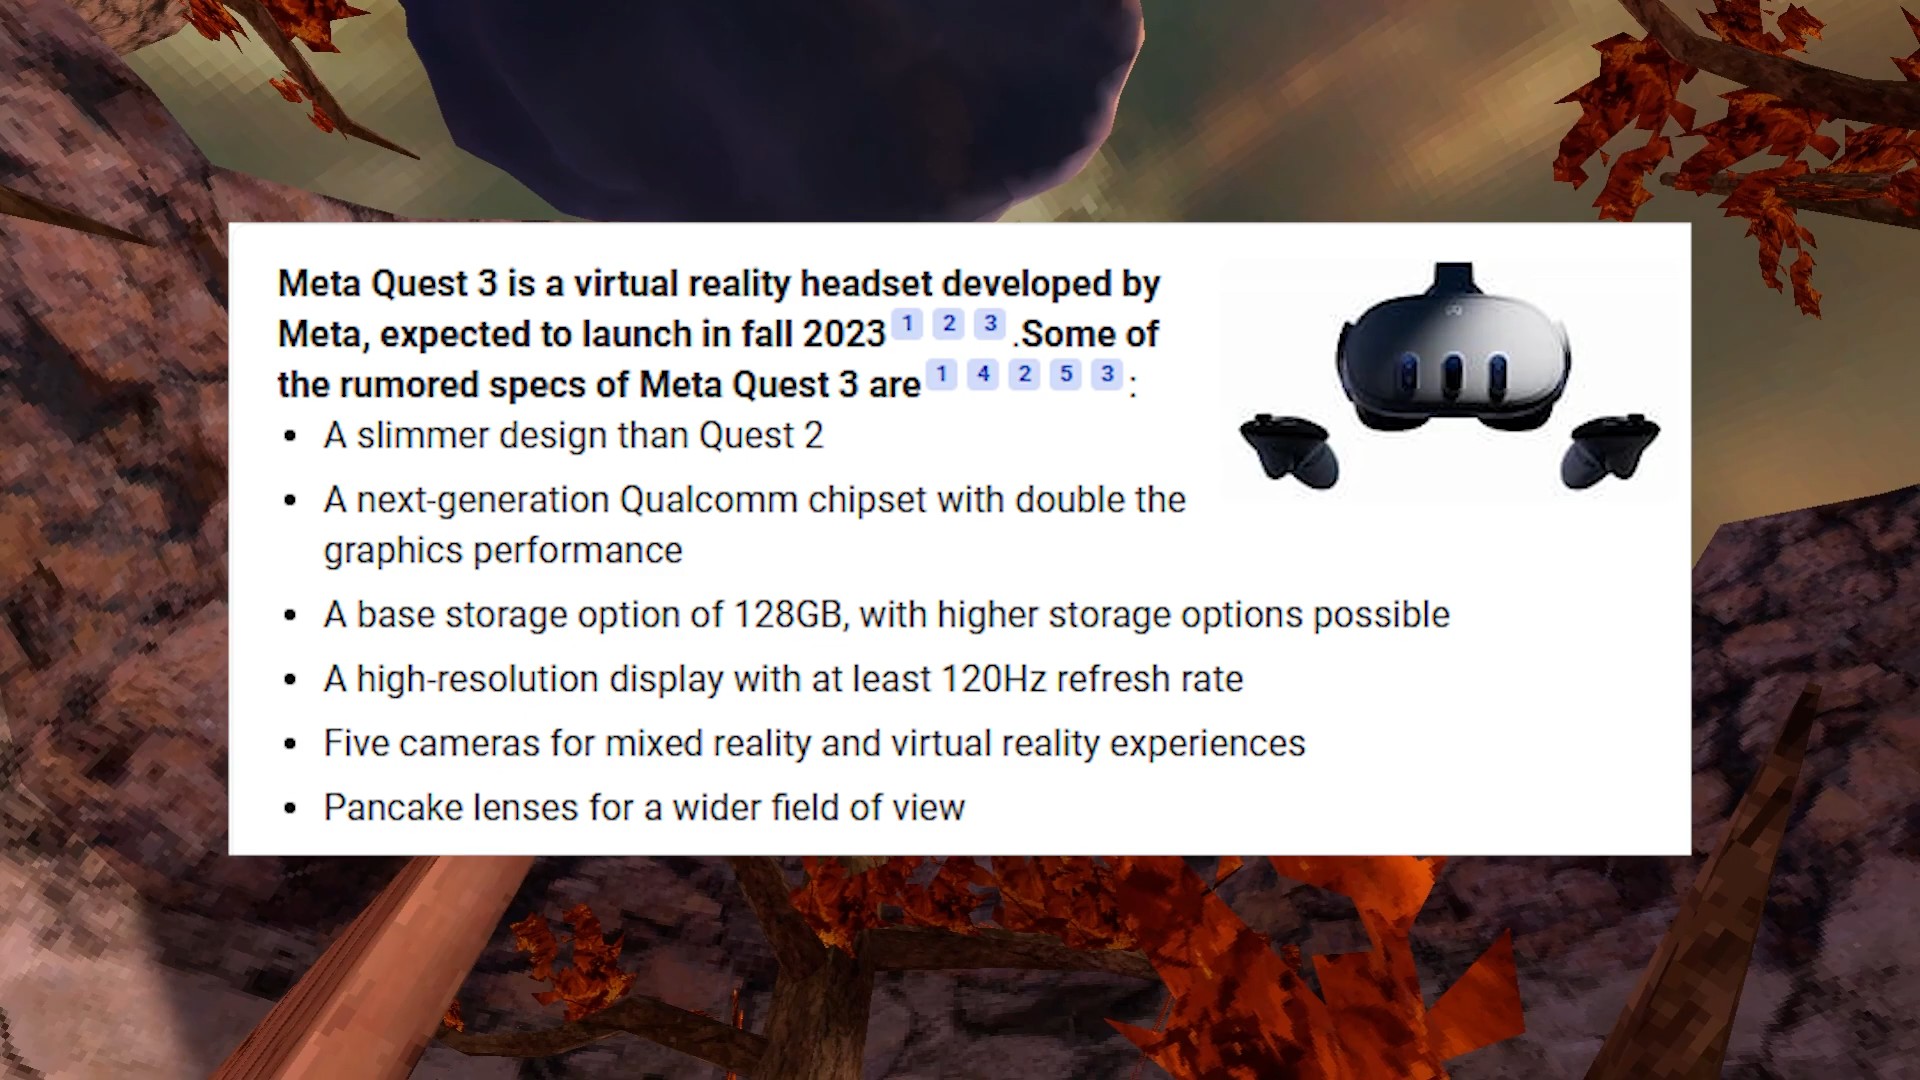 Meta Quest 3 is a virtual reality headset developed by
Meta, expected to launch in fall 2023 1 2 3 .Some of
the rumored specs of Meta Quest 3 are 1 4 2 5 3 :
• A slimmer design than Quest 2
• A next-generation Qualcomm chipset with double the
graphics performance
• A base storage option of 128GB, with higher storage options possible
• A high-resolution display with at least 120Hz refresh rate
• Five cameras for mixed reality and virtual reality experiences
• Pancake lenses for a wider field of view